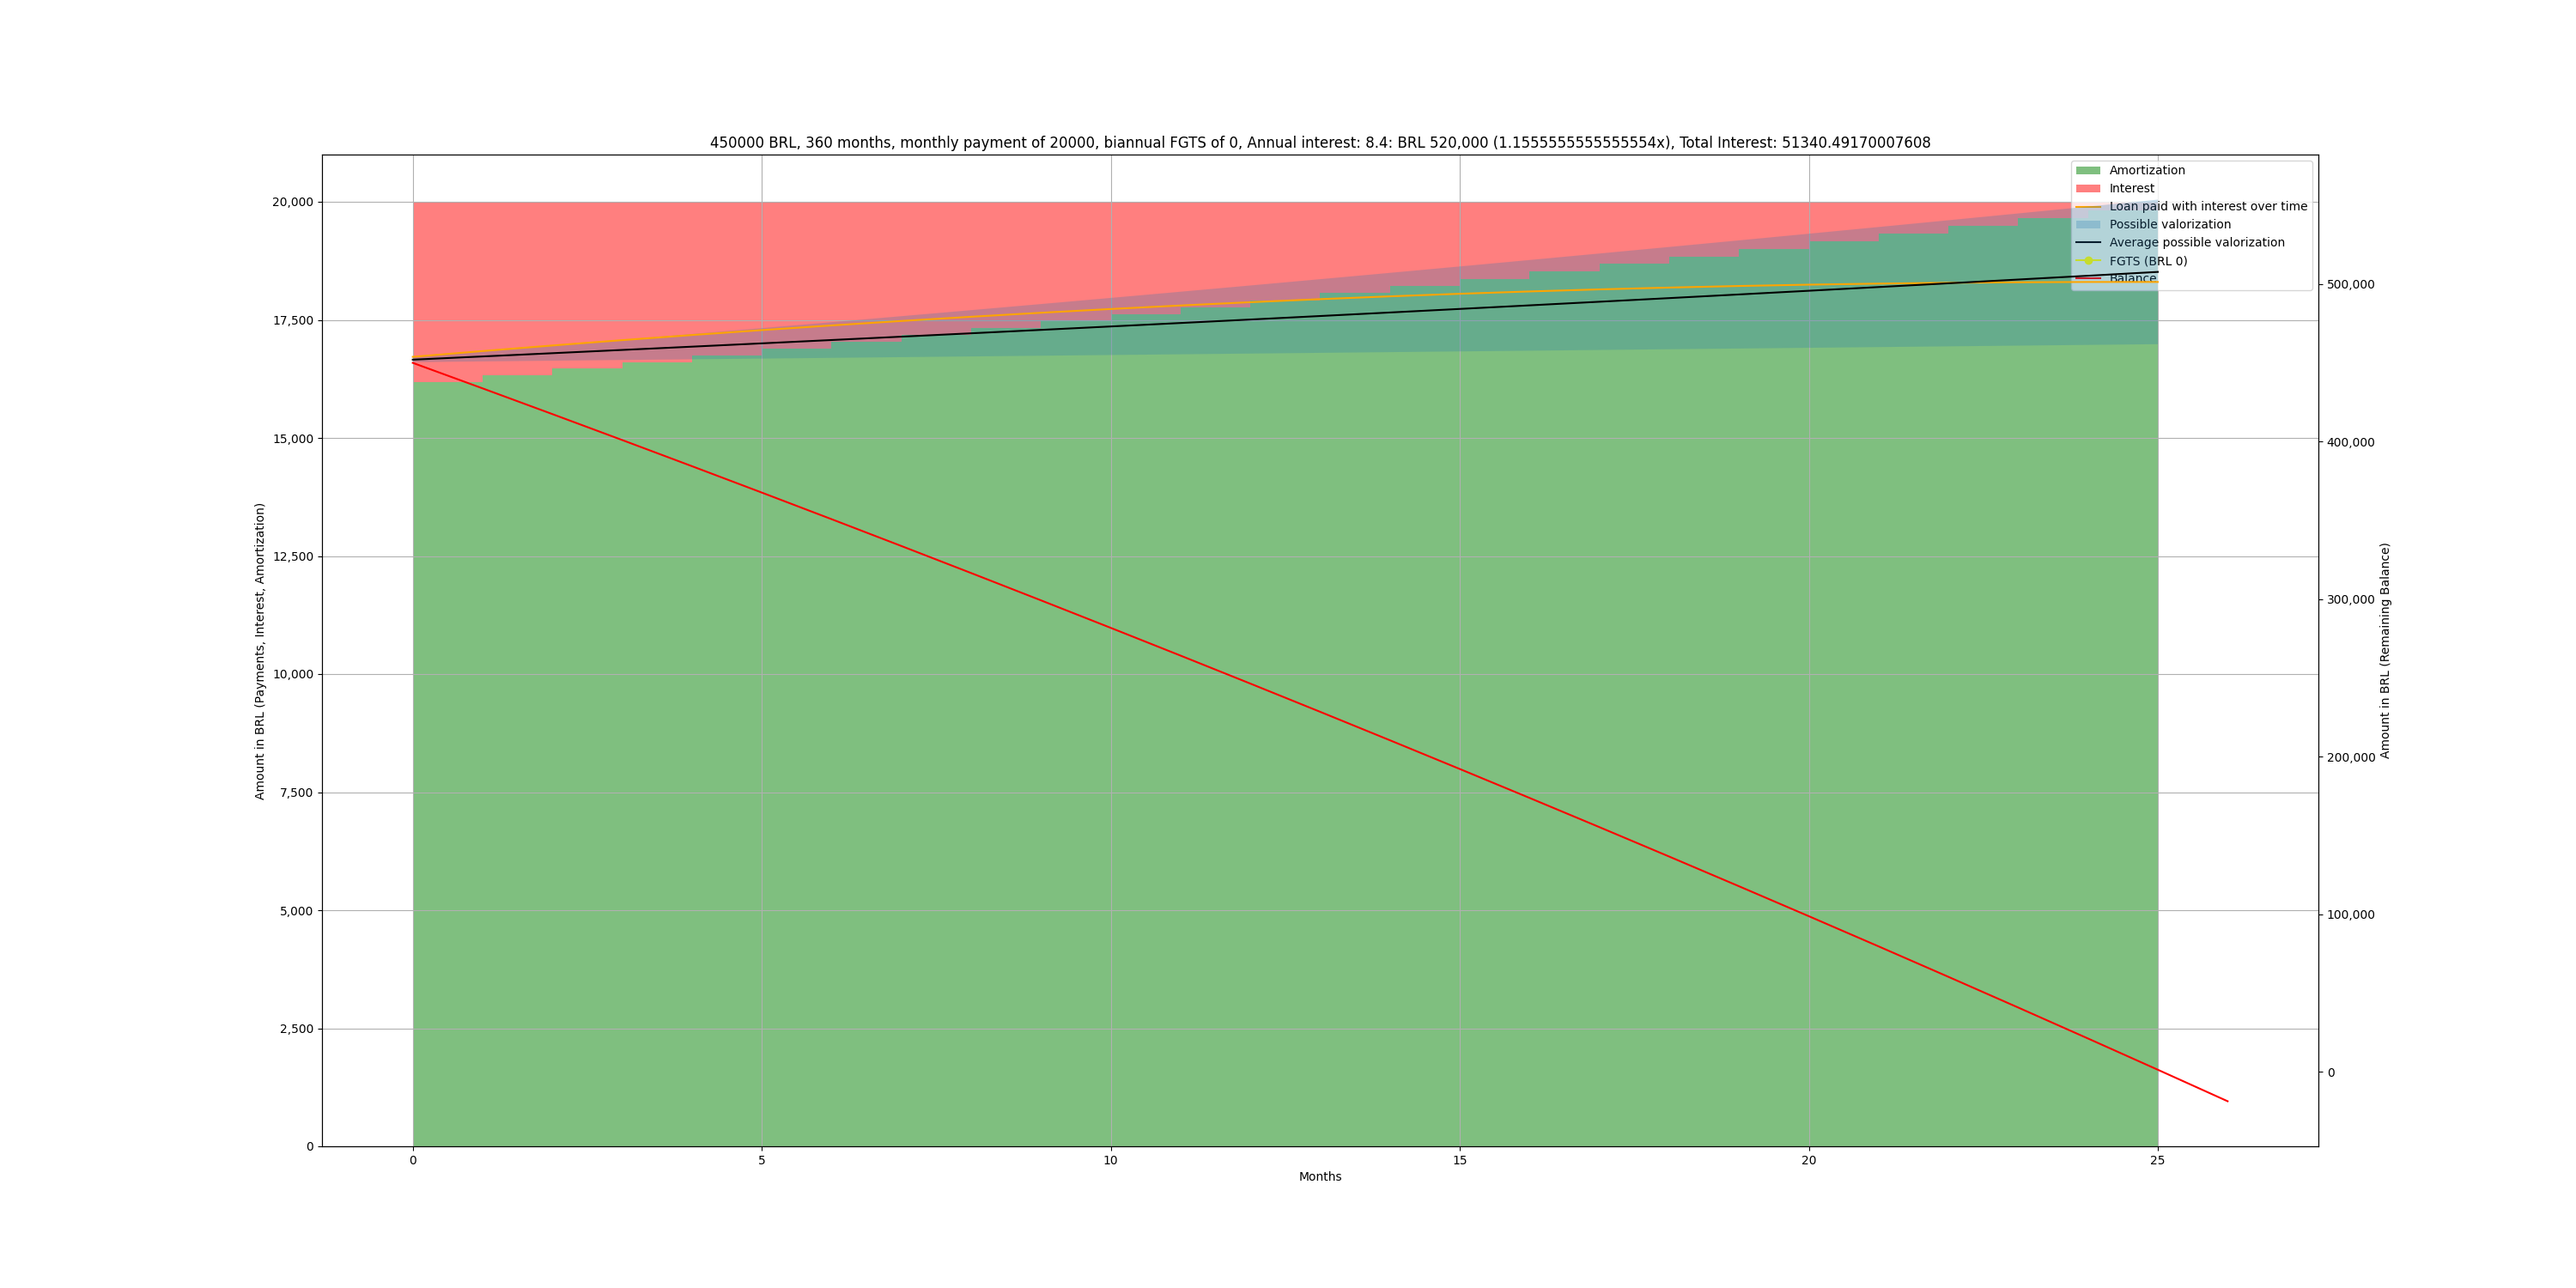 450000 BRL, 360 months, monthly payment of 20000, biannual FGTS of 0, Annual interest: 8.4: BRL 520,000 (1.1555555555555554x), Total Interest: 51340.49170007608
Amortization
Interest
Loan paid with interest over time
Possible valorization
Average possible valorization
FGTS (BRL 0)
Balance
Amount in BRL (Payments, Interest, Amortization)
20,000
17,500
15,000
12,500
10,000
7,500
5,000
2,500
0
500,000
400,000
300,000
200,000
100,000
0
Amount in BRL (Remaining Balance)
0
5
10
15
20
25
Months